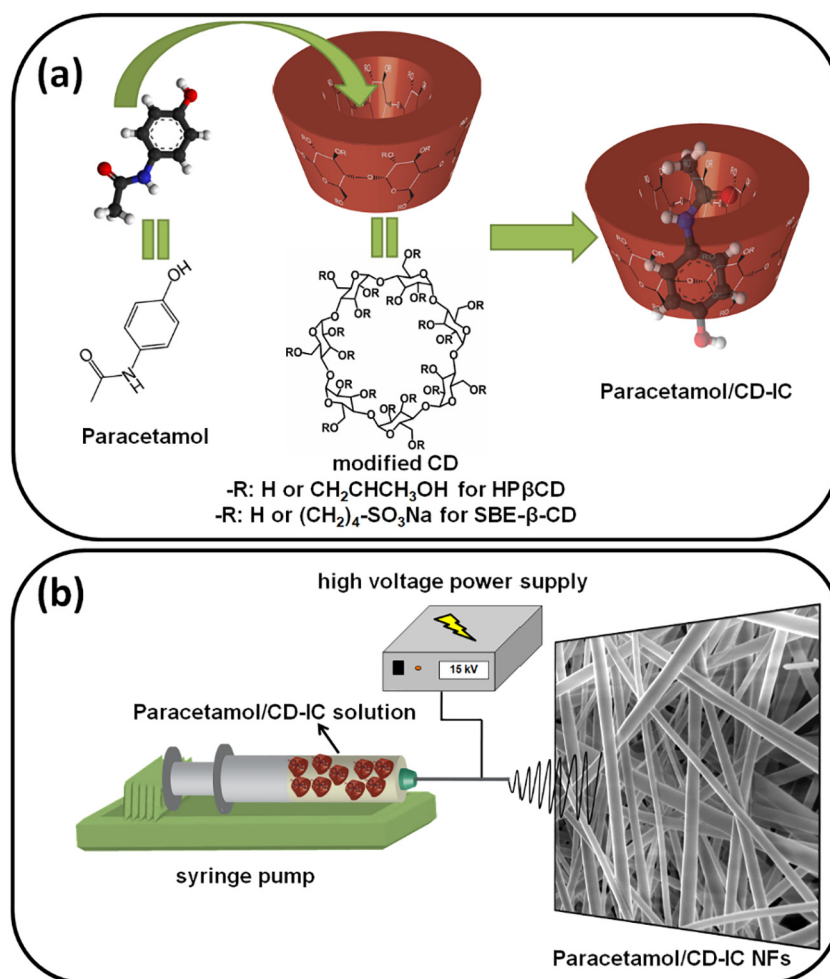 (a)
OH
O
N
H
Paracetamol
modified CD
-R: H or CH₂CHCH₃OH for HPβCD
-R: H or (CH₂)₄-SO₃Na for SBE-β-CD
Paracetamol/CD-IC
(b)
high voltage power supply
15 kV
Paracetamol/CD-IC solution
syringe pump
Paracetamol/CD-IC NFs